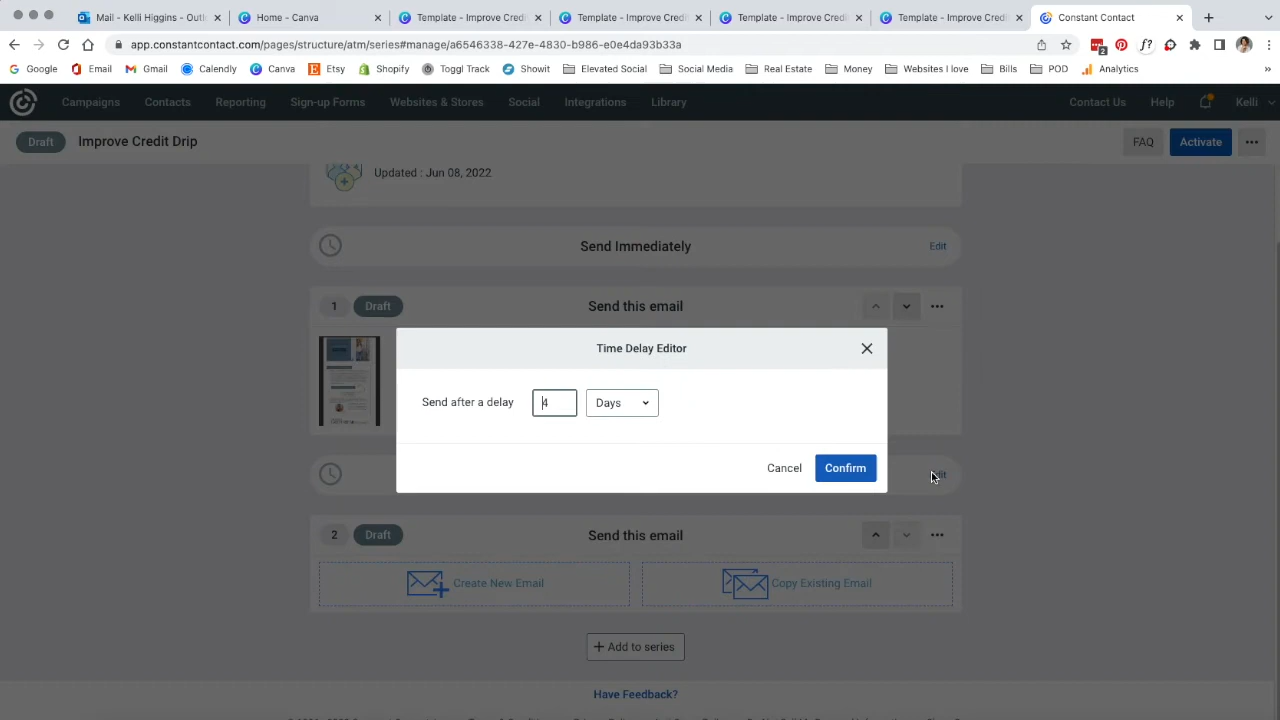 Mail - Kelli Higgins - Outl
Home - Canva
Template - Improve Credi
Template - Improve Credi
Template - Improve Credi
Template - Improve Credi
Constant Contact
app.constantcontact.com/pages/structure/atm/series#manage/a6546338-427e-4830-b986-e0e4da93b33a
Google
Email
Gmail
Calendly
Canva
Etsy
Shopify
Toggl Track
Showit
Elevated Social
Social Media
Real Estate
Money
Websites I love
Bills
POD
Analytics
Campaigns
Contacts
Reporting
Sign-up Forms
Websites & Stores
Social
Integrations
Library
Contact Us
Help
Kelli
Draft
Improve Credit Drip
FAQ
Activate
Updated : Jun 08, 2022
Send Immediately
Edit
1
Draft
Send this email
Time Delay Editor
Send after a delay
4
Days
Cancel
Confirm
2
Draft
Send this email
Create New Email
Copy Existing Email
+ Add to series
Have Feedback?